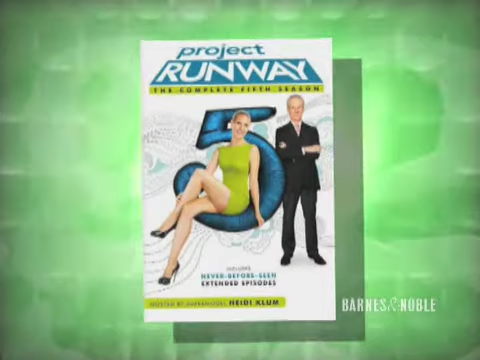 project
RUNWAY
THE COMPLETE FIFTH SEASON
5
INCLUDES
NEVER-BEFORE-SEEN
EXTENDED EPISODES
HOSTED BY SUPERMODEL HEIDI KLUM
BARNES & NOBLE